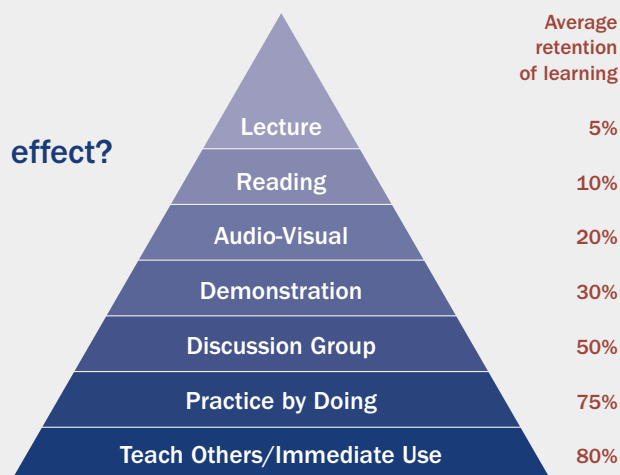 Average
retention
of learning
Lecture 5%
effect?
Reading 10%
Audio-Visual 20%
Demonstration 30%
Discussion Group 50%
Practice by Doing 75%
Teach Others/Immediate Use 80%